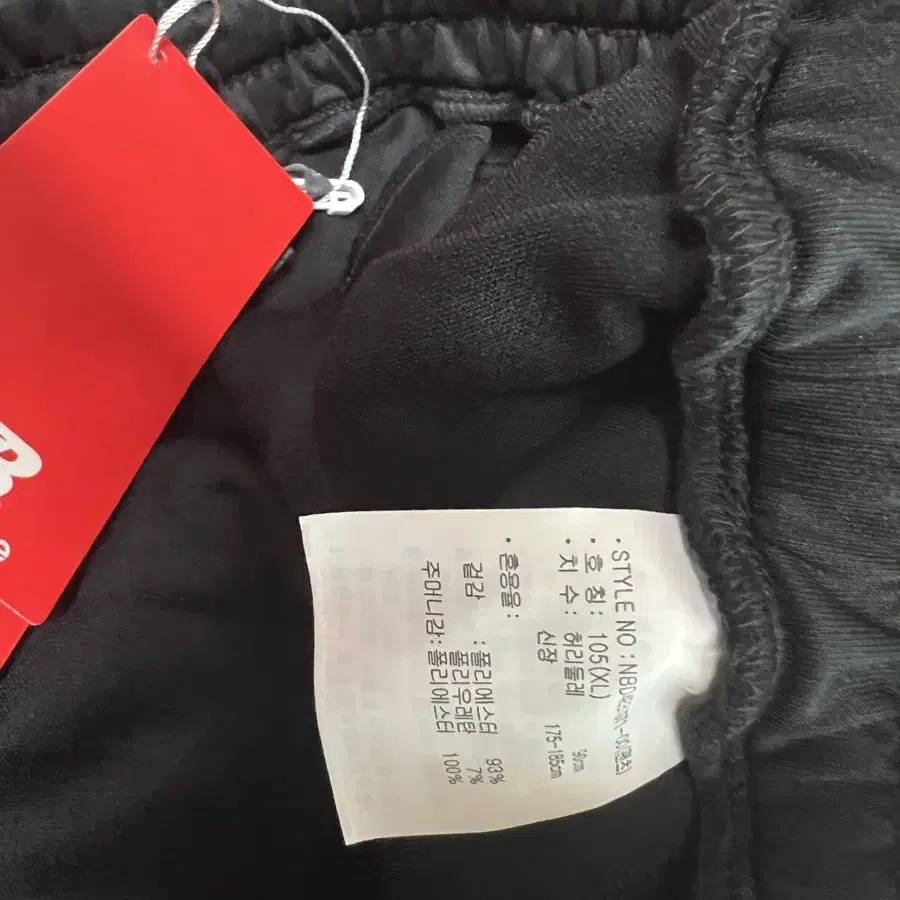 • STYLE NO : NBD
• 호 칭 : 105(XL)
• 치 수 : 허리둘레
신장 175-185cm
• 혼용율 :
겉감 : 폴리에스터 93%
폴리우레탄 7%
주머니감 : 폴리에스터 100%